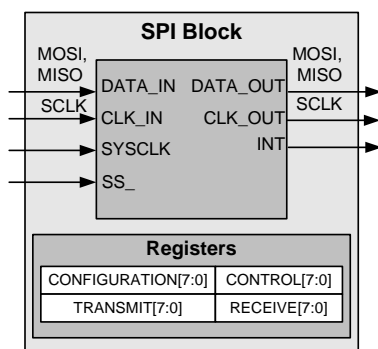 SPI Block
MOSI,
MISO
MOSI,
MISO
DATA_IN DATA_OUT
SCLK
SCLK
CLK_IN CLK_OUT
SYSCLK
INT
SS_
Registers
CONFIGURATION[7:0] CONTROL[7:0]
TRANSMIT[7:0] RECEIVE[7:0]